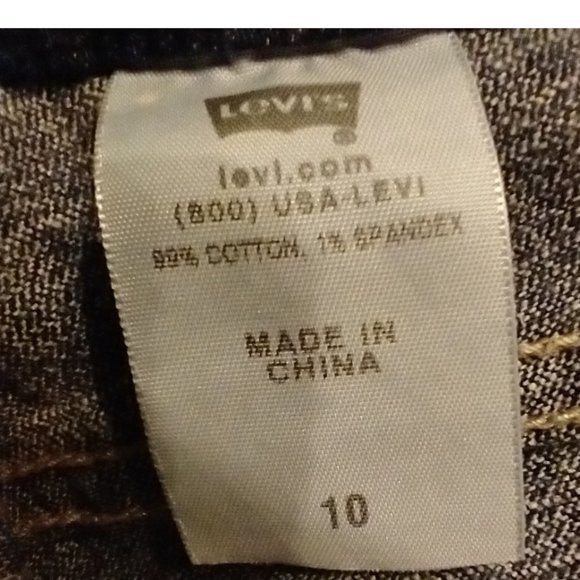 LEVI'S
®
levi.com
(800) USA-LEVI
99% COTTON, 1% SPANDEX
MADE IN
CHINA
10